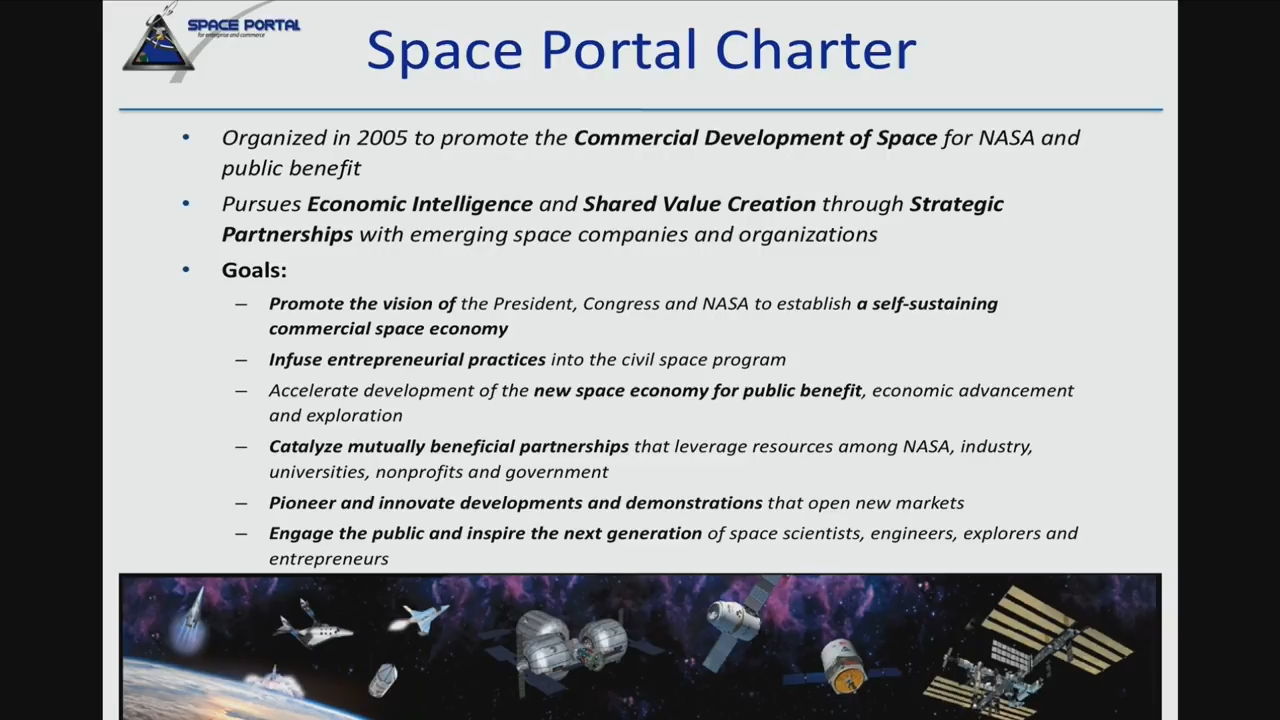 SPACE PORTAL
for enterprise and commerce
Space Portal Charter
• Organized in 2005 to promote the Commercial Development of Space for NASA and
public benefit
• Pursues Economic Intelligence and Shared Value Creation through Strategic
Partnerships with emerging space companies and organizations
• Goals:
– Promote the vision of the President, Congress and NASA to establish a self-sustaining
commercial space economy
– Infuse entrepreneurial practices into the civil space program
– Accelerate development of the new space economy for public benefit, economic advancement
and exploration
– Catalyze mutually beneficial partnerships that leverage resources among NASA, industry,
universities, nonprofits and government
– Pioneer and innovate developments and demonstrations that open new markets
– Engage the public and inspire the next generation of space scientists, engineers, explorers and
entrepreneurs